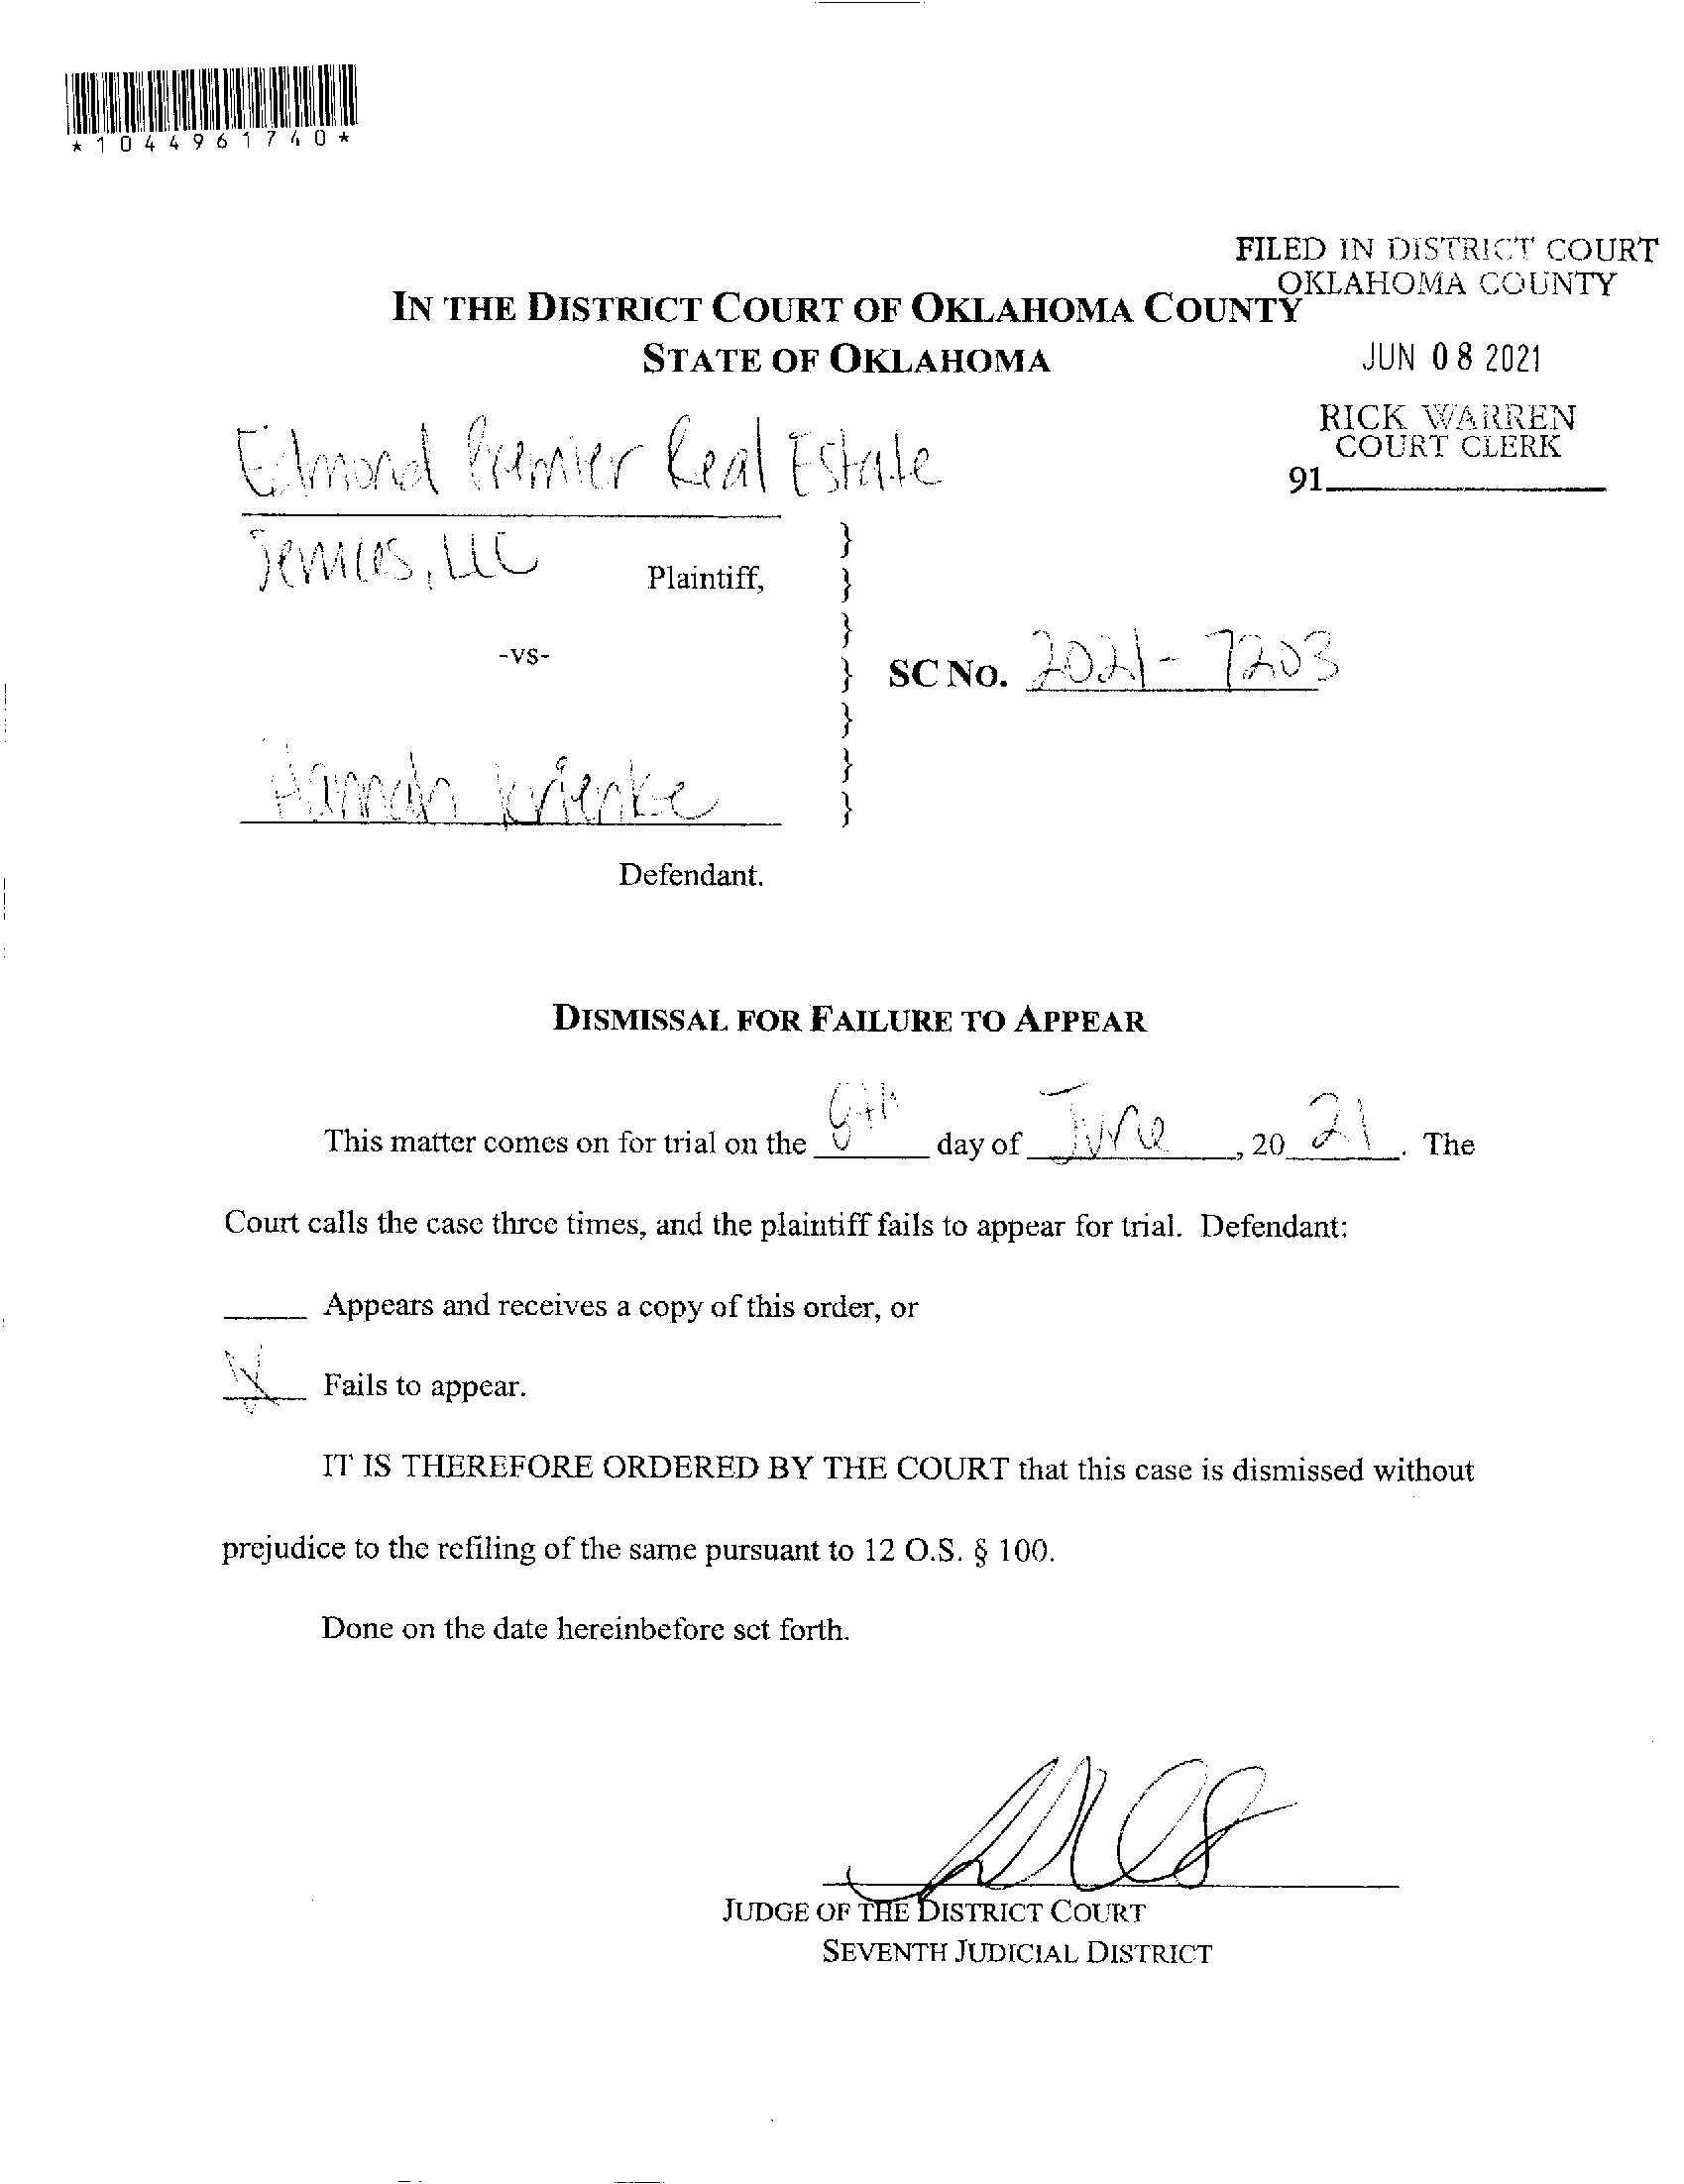 *1044961740*
FILED IN DISTRICT COURT
OKLAHOMA COUNTY
IN THE DISTRICT COURT OF OKLAHOMA COUNTY
STATE OF OKLAHOMA
JUN 08 2021
RICK WARREN
COURT CLERK
91
Edmond Premier Real Estate
Services, LLC
Plaintiff,
-vs-
SC NO. 2021-7203
Hannah Krienke
Defendant.
DISMISSAL FOR FAILURE TO APPEAR
This matter comes on for trial on the 8th day of June, 2021. The
Court calls the case three times, and the plaintiff fails to appear for trial. Defendant:
Appears and receives a copy of this order, or
Fails to appear.
IT IS THEREFORE ORDERED BY THE COURT that this case is dismissed without
prejudice to the refiling of the same pursuant to 12 O.S. § 100.
Done on the date hereinbefore set forth.
JUDGE OF THE DISTRICT COURT
SEVENTH JUDICIAL DISTRICT